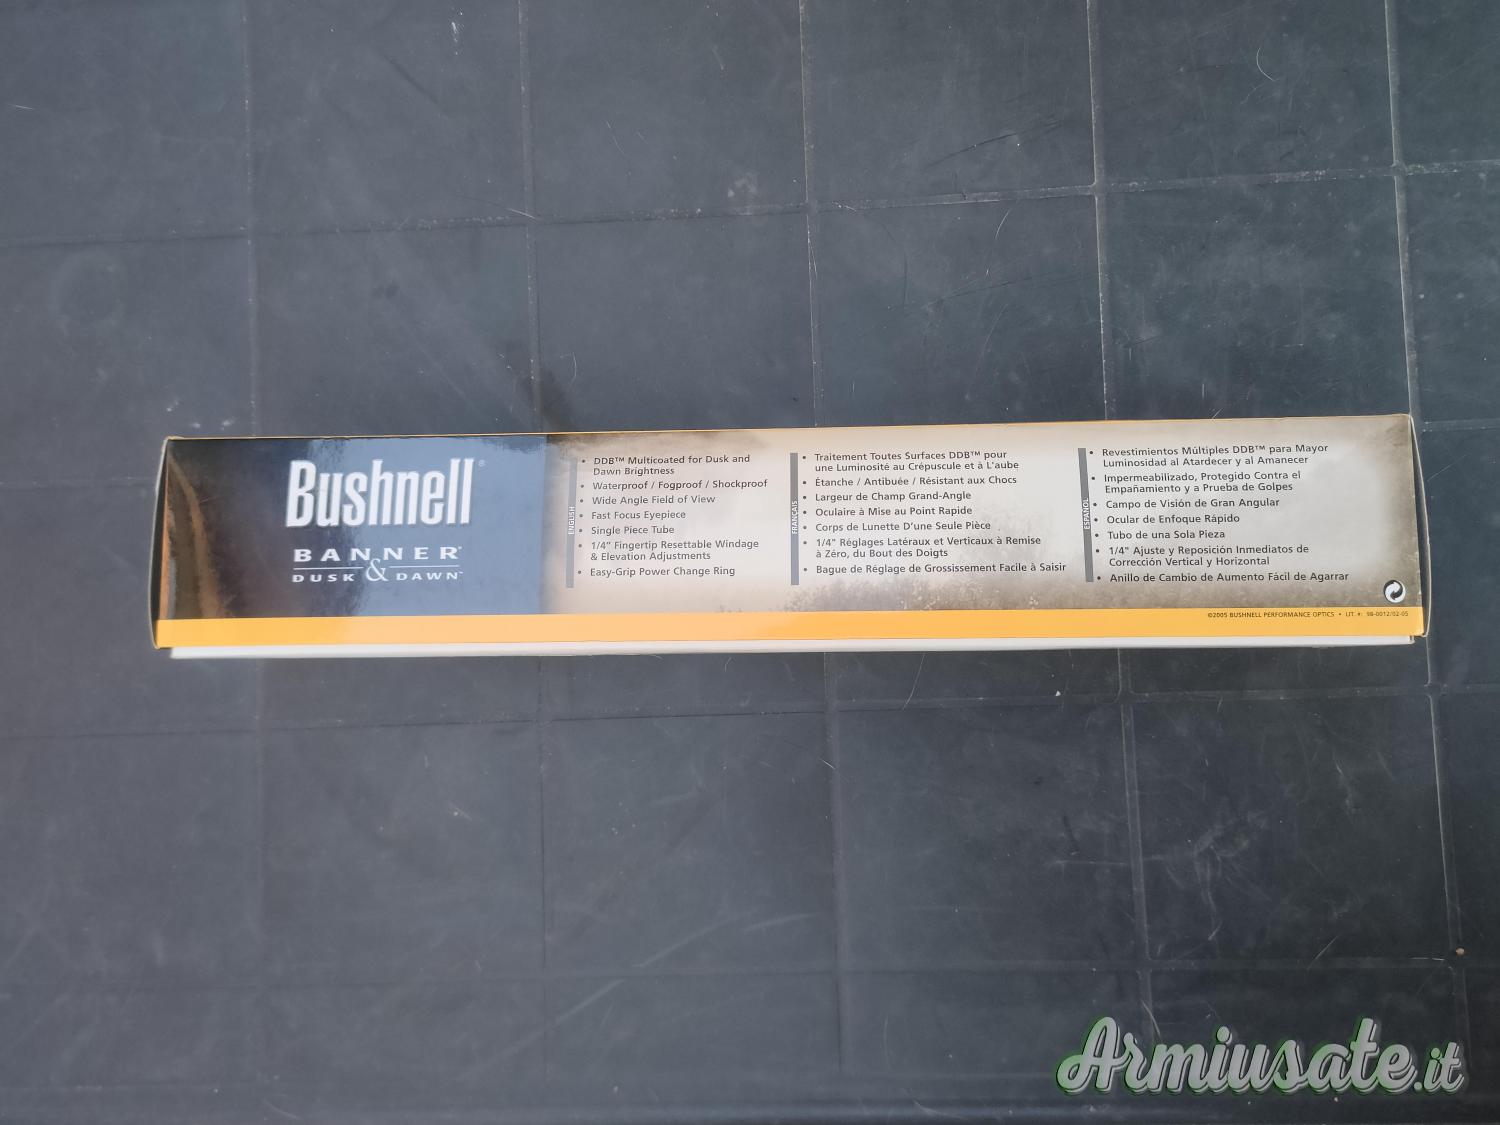 Bushnell®
BANNER®
DUSK & DAWN™
ENGLISH
• DDB™ Multicoated for Dusk and
Dawn Brightness
• Waterproof / Fogproof / Shockproof
• Wide Angle Field of View
• Fast Focus Eyepiece
• Single Piece Tube
• 1/4" Fingertip Resettable Windage
& Elevation Adjustments
• Easy-Grip Power Change Ring
FRANÇAIS
• Traitement Toutes Surfaces DDB™ pour
une Luminosité au Crépuscule et à L'aube
• Étanche / Antibuée / Résistant aux Chocs
• Largeur de Champ Grand-Angle
• Oculaire à Mise au Point Rapide
• Corps de Lunette D'une Seule Pièce
• 1/4" Réglages Latéraux et Verticaux à Remise
à Zéro, du Bout des Doigts
• Bague de Réglage de Grossissement Facile à Saisir
ESPAÑOL
• Revestimientos Múltiples DDB™ para Mayor
Luminosidad al Atardecer y al Amanecer
• Impermeabilizado, Protegido Contra el
Empañamiento y a Prueba de Golpes
• Campo de Visión de Gran Angular
• Ocular de Enfoque Rápido
• Tubo de una Sola Pieza
• 1/4" Ajuste y Reposición Inmediatos de
Corrección Vertical y Horizontal
• Anillo de Cambio de Aumento Fácil de Agarrar
©2005 BUSHNELL PERFORMANCE OPTICS • LIT. #: 98-0012/02-05
Armiusate.it